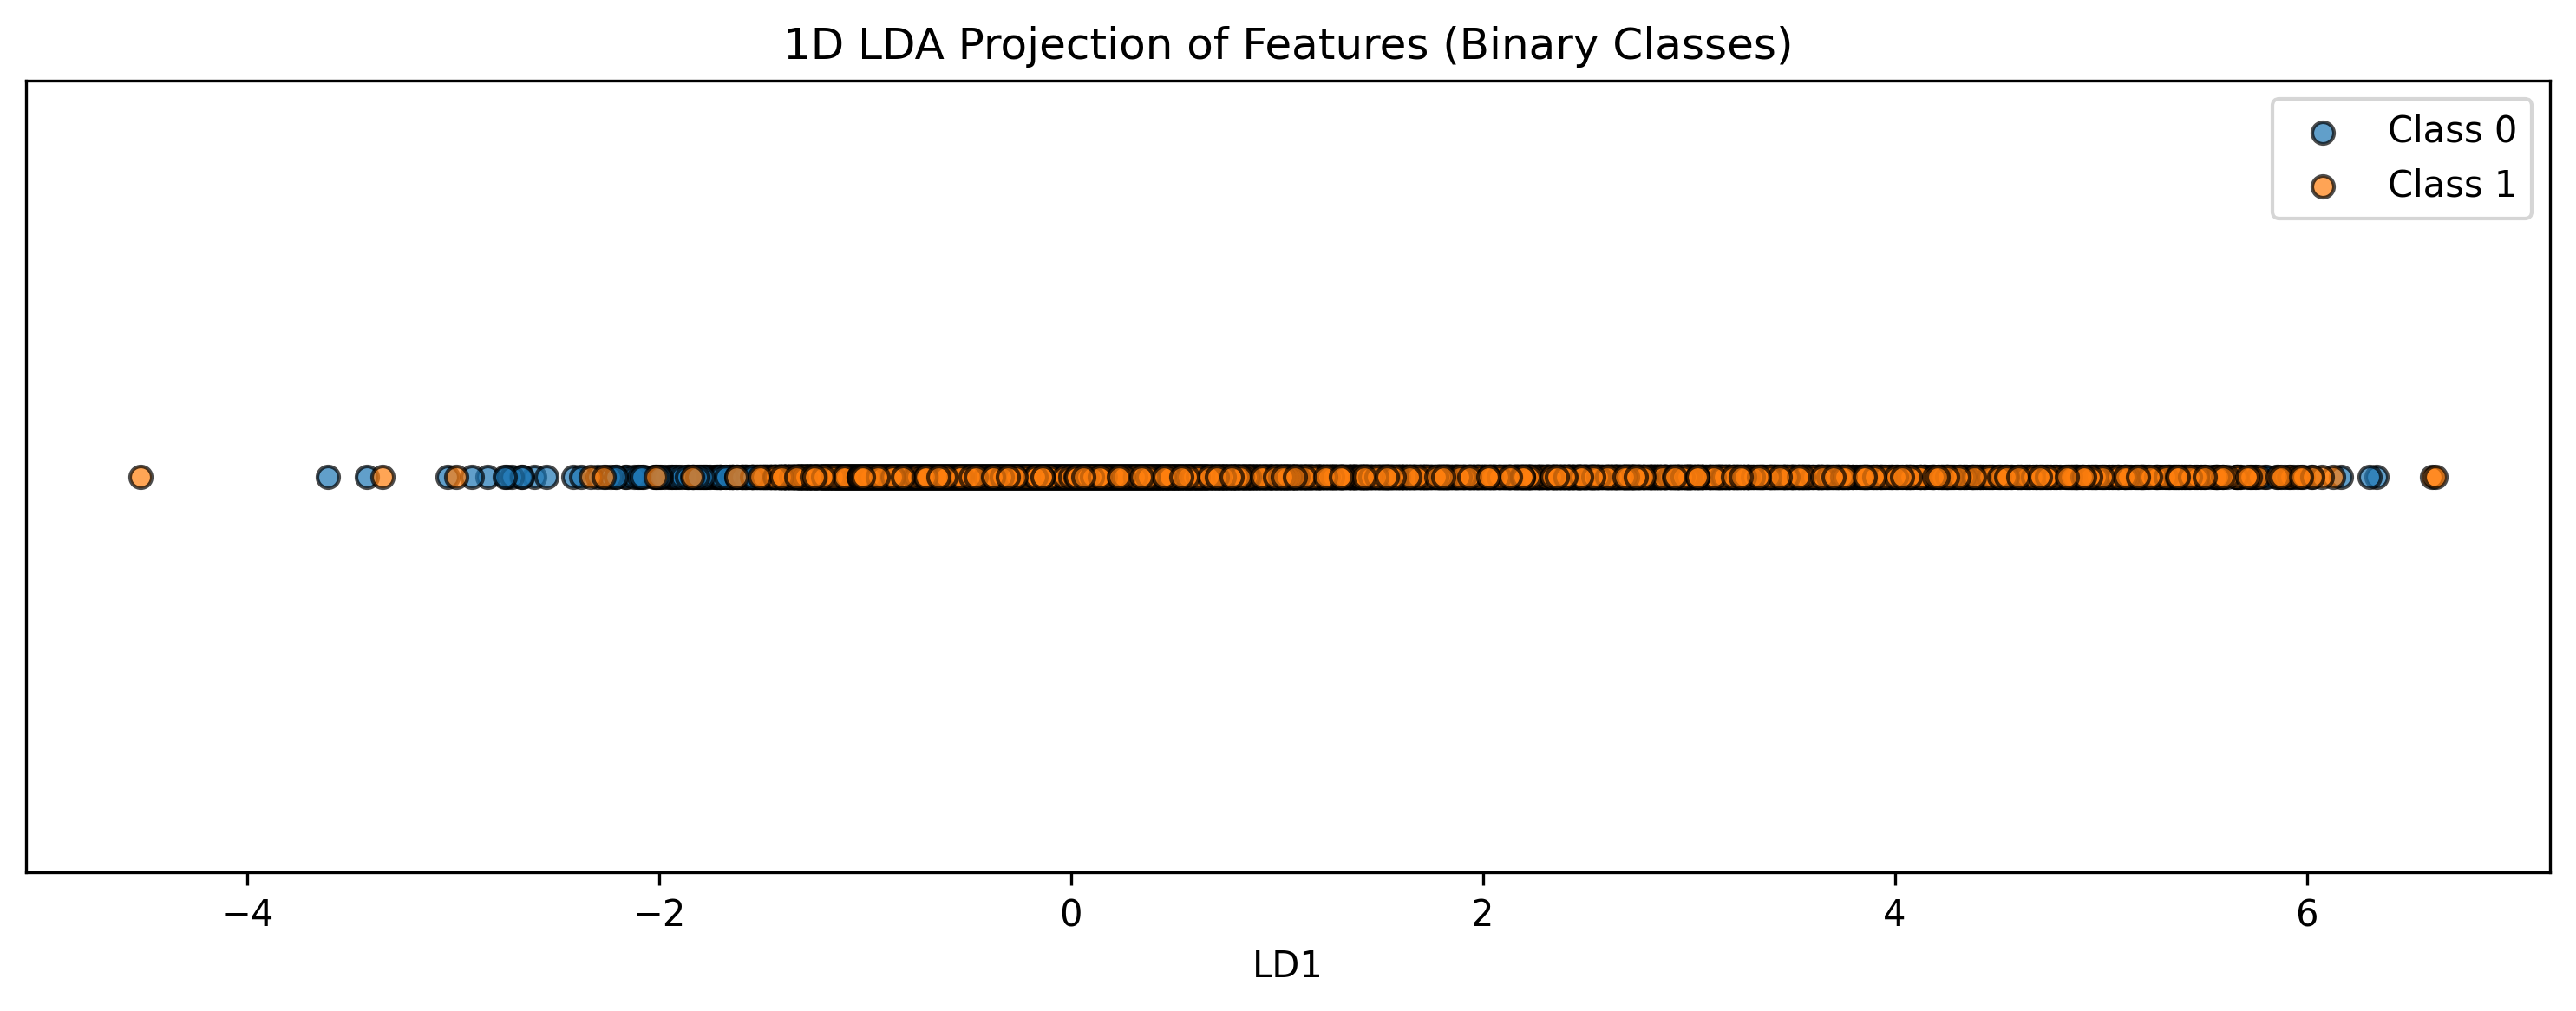 1D LDA Projection of Features (Binary Classes)
Class 0
Class 1
−4 −2 0 2 4 6
LD1